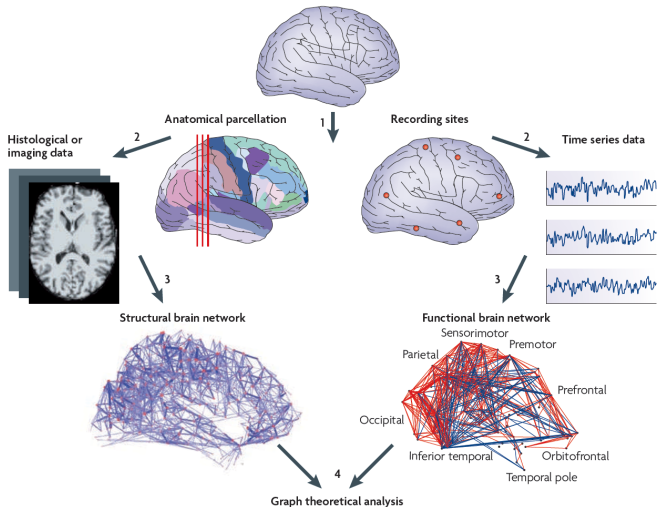 1
Anatomical parcellation
Recording sites
2
2
Histological or
imaging data
Time series data
3
3
Structural brain network
Functional brain network
Sensorimotor
Premotor
Parietal
Prefrontal
Occipital
Inferior temporal
Orbitofrontal
Temporal pole
4
Graph theoretical analysis